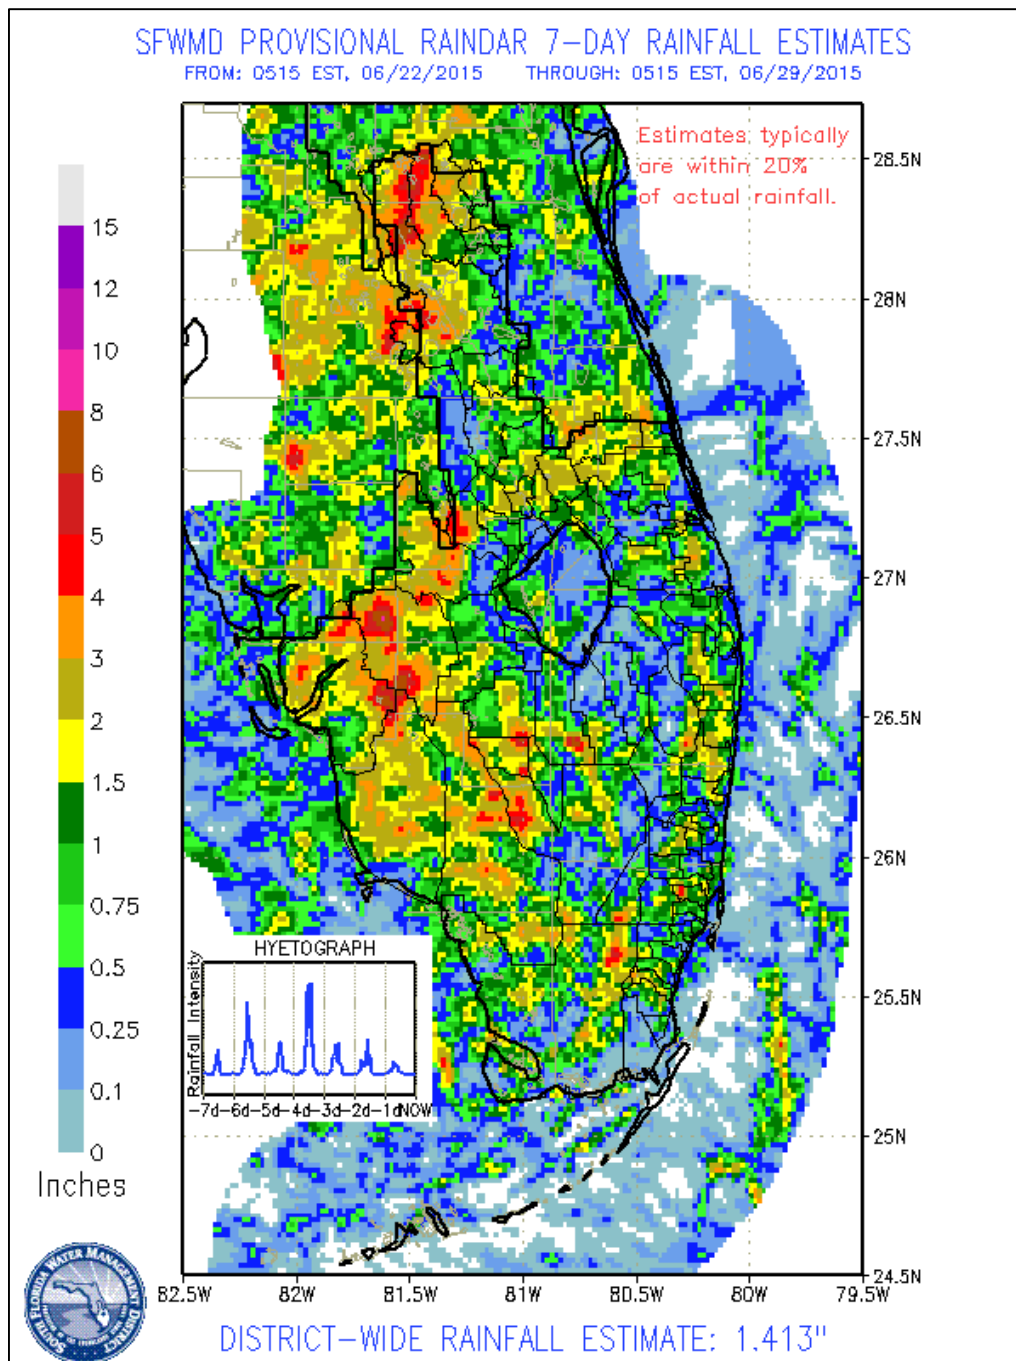 SFWMD PROVISIONAL RAINDAR 7-DAY RAINFALL ESTIMATES
FROM: 0515 EST, 06/22/2015 THROUGH: 0515 EST, 06/29/2015
Estimates typically
are within 20%
of actual rainfall.
15
12
10
8
6
5
4
3
2
1.5
1
0.75
0.5
0.25
0.1
0
Inches
28.5N
28N
27.5N
27N
26.5N
26N
25.5N
25N
24.5N
HYETOGRAPH
Rainfall Intensity
-7d-6d-5d-4d-3d-2d-1dNOW
82.5W 82W 81.5W 81W 80.5W 80W 79.5W
SOUTH FLORIDA WATER MANAGEMENT DISTRICT
DISTRICT-WIDE RAINFALL ESTIMATE: 1.413"